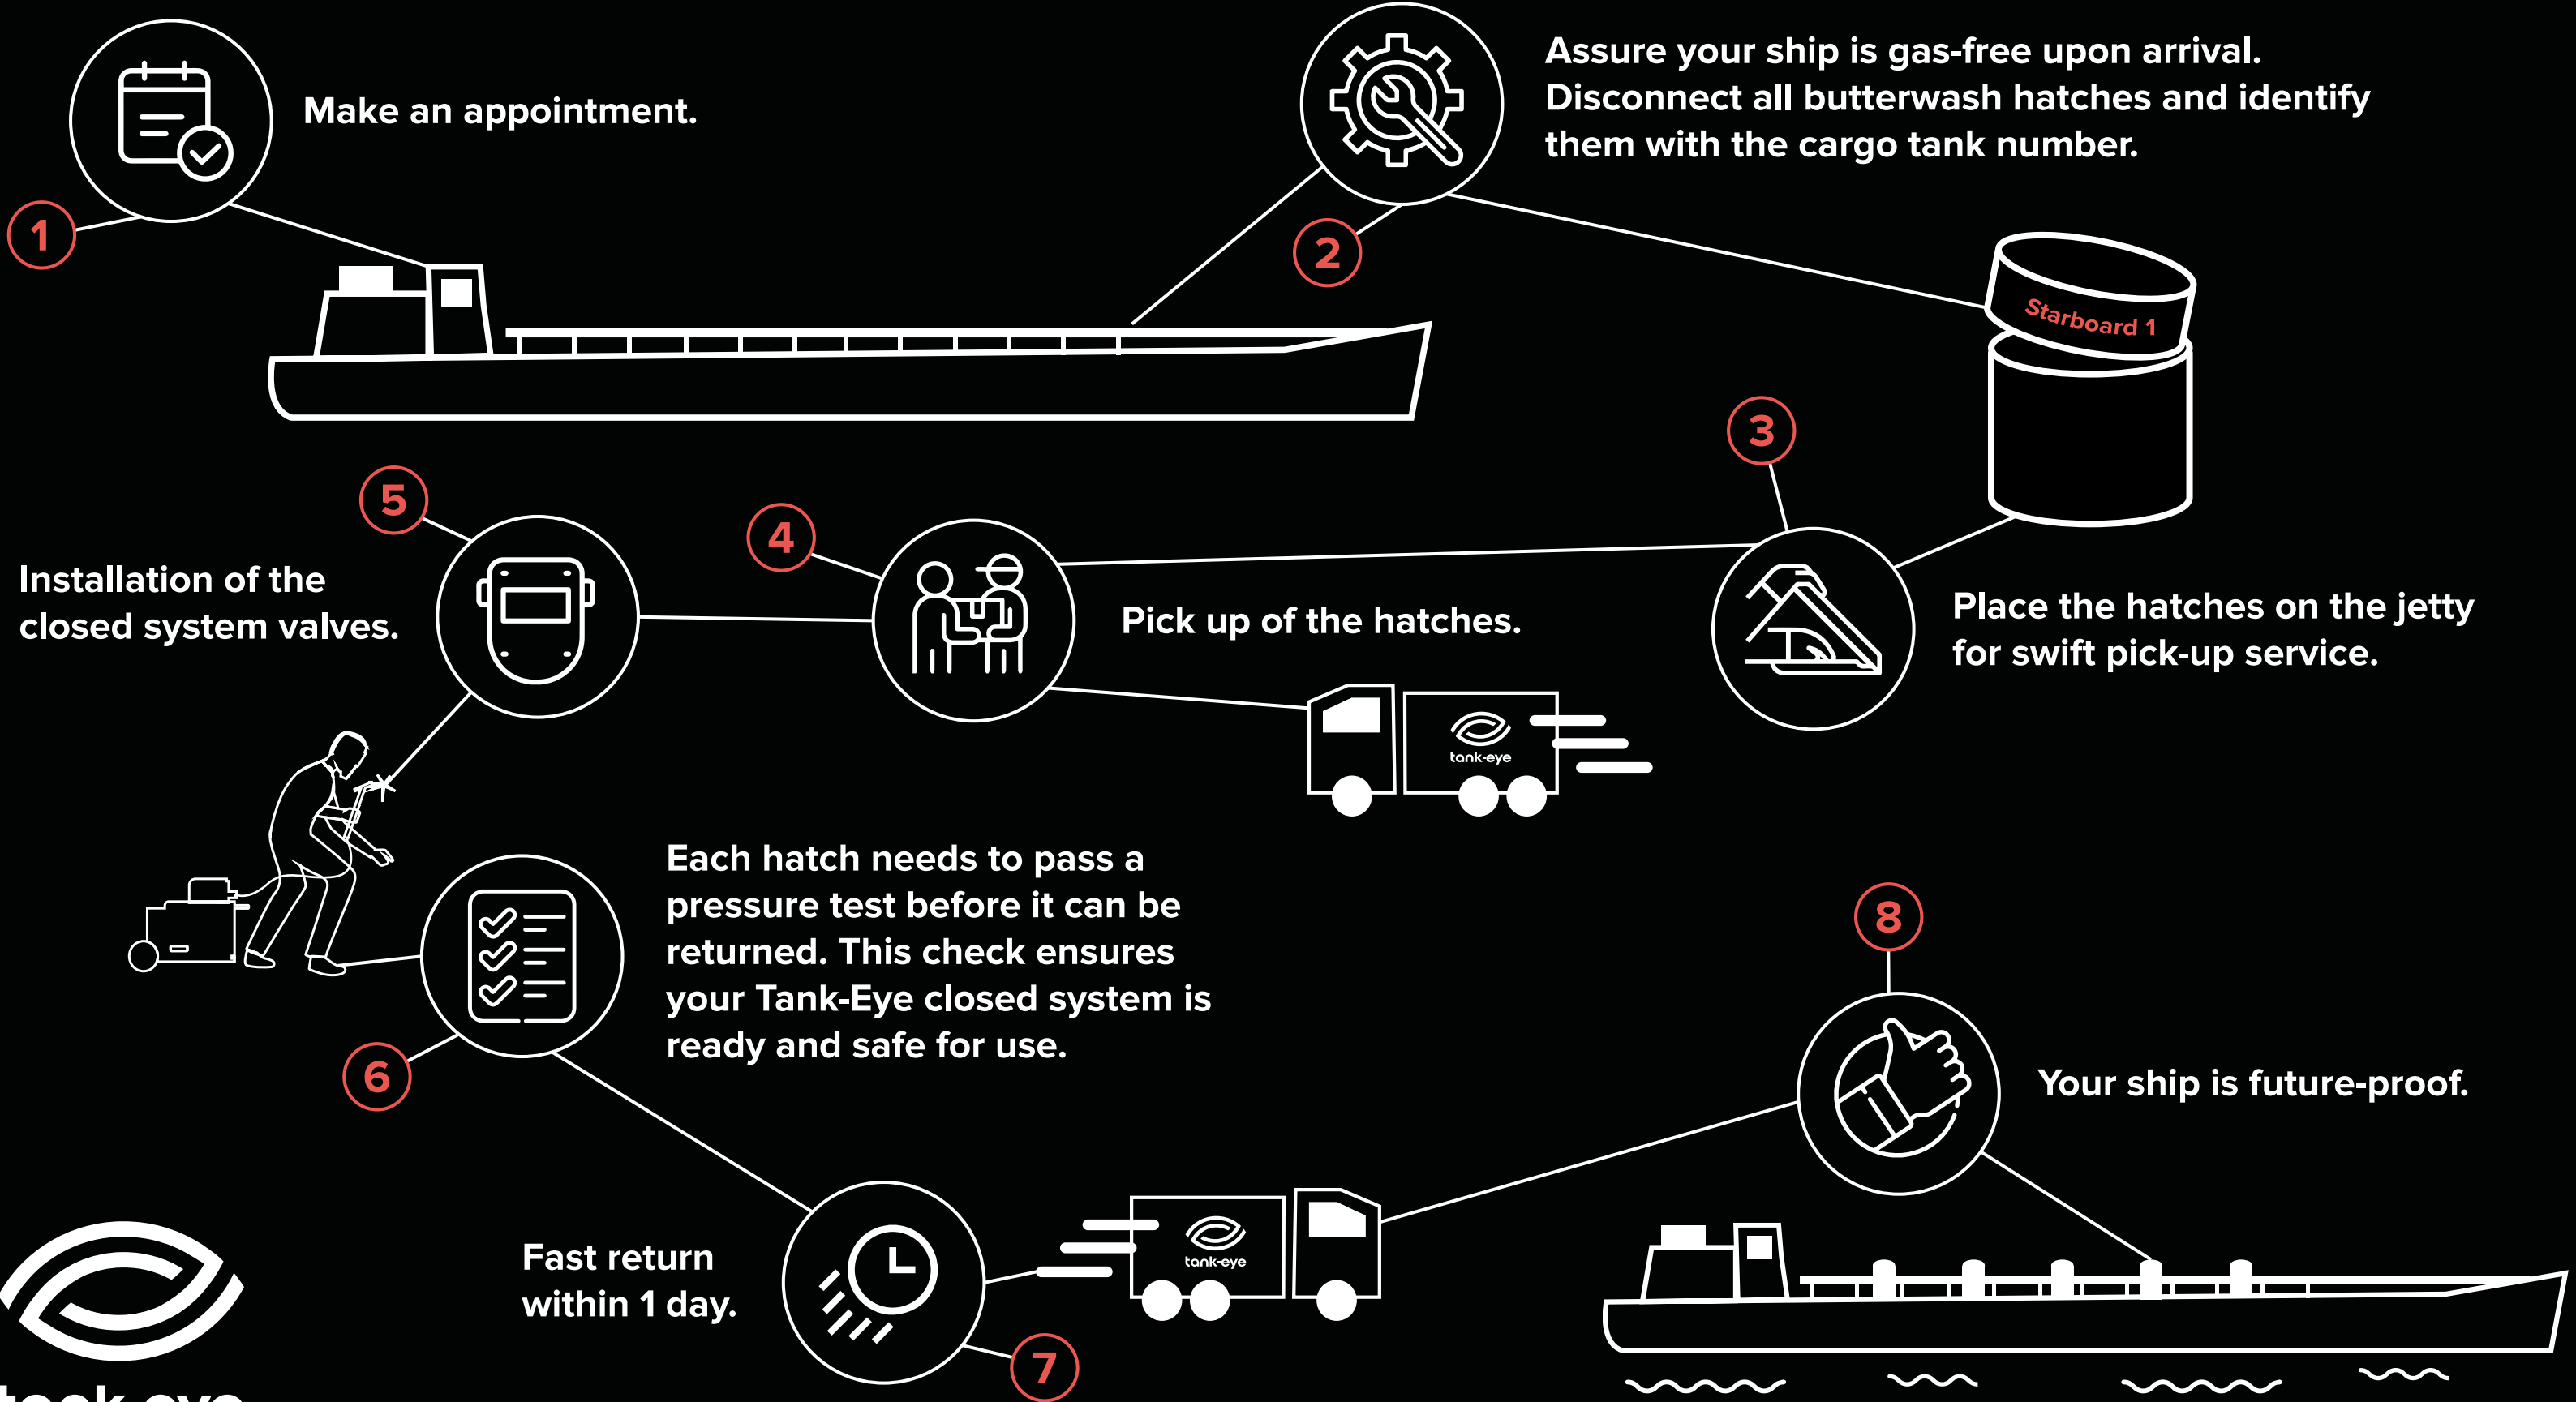 1
Make an appointment.
2
Assure your ship is gas-free upon arrival.
Disconnect all butterwash hatches and identify
them with the cargo tank number.
Starboard 1
3
Place the hatches on the jetty
for swift pick-up service.
4
Pick up of the hatches.
tank-eye
5
Installation of the
closed system valves.
6
Each hatch needs to pass a
pressure test before it can be
returned. This check ensures
your Tank-Eye closed system is
ready and safe for use.
7
Fast return
within 1 day.
tank-eye
8
Your ship is future-proof.
tank-eye